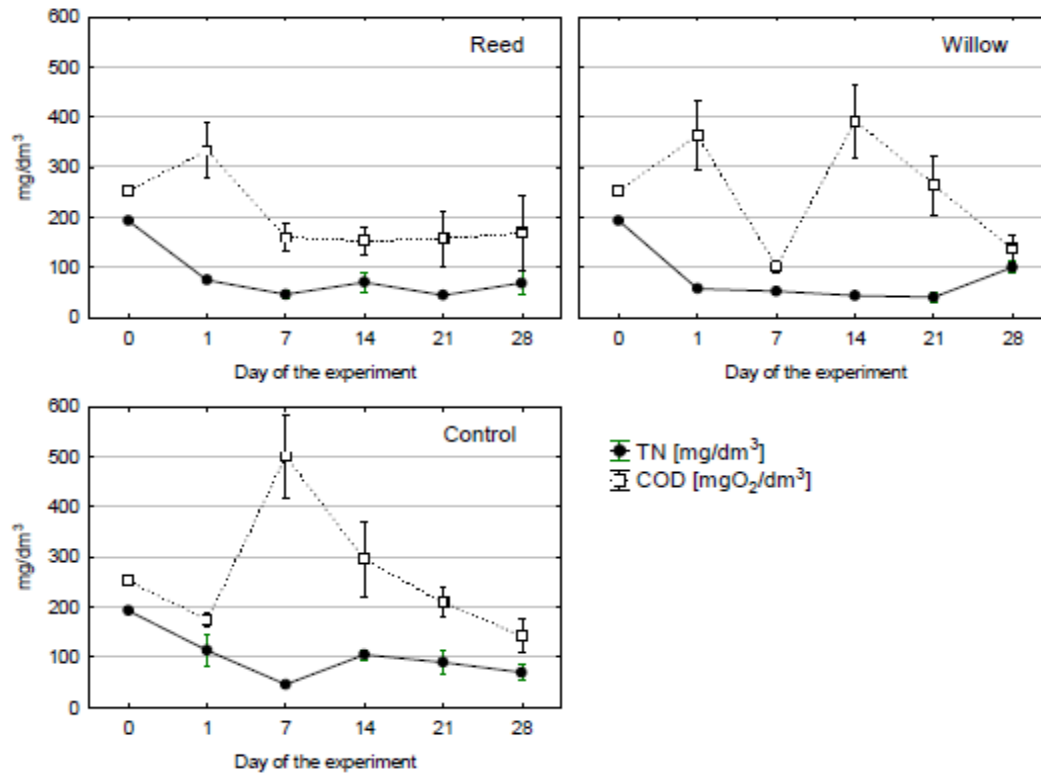 600
500
400
300
200
100
0
mg/dm³
Reed
0 1 7 14 21 28
Day of the experiment
Willow
0 1 7 14 21 28
Day of the experiment
600
500
400
300
200
100
0
mg/dm³
Control
0 1 7 14 21 28
Day of the experiment
TN [mg/dm³]
COD [mgO₂/dm³]